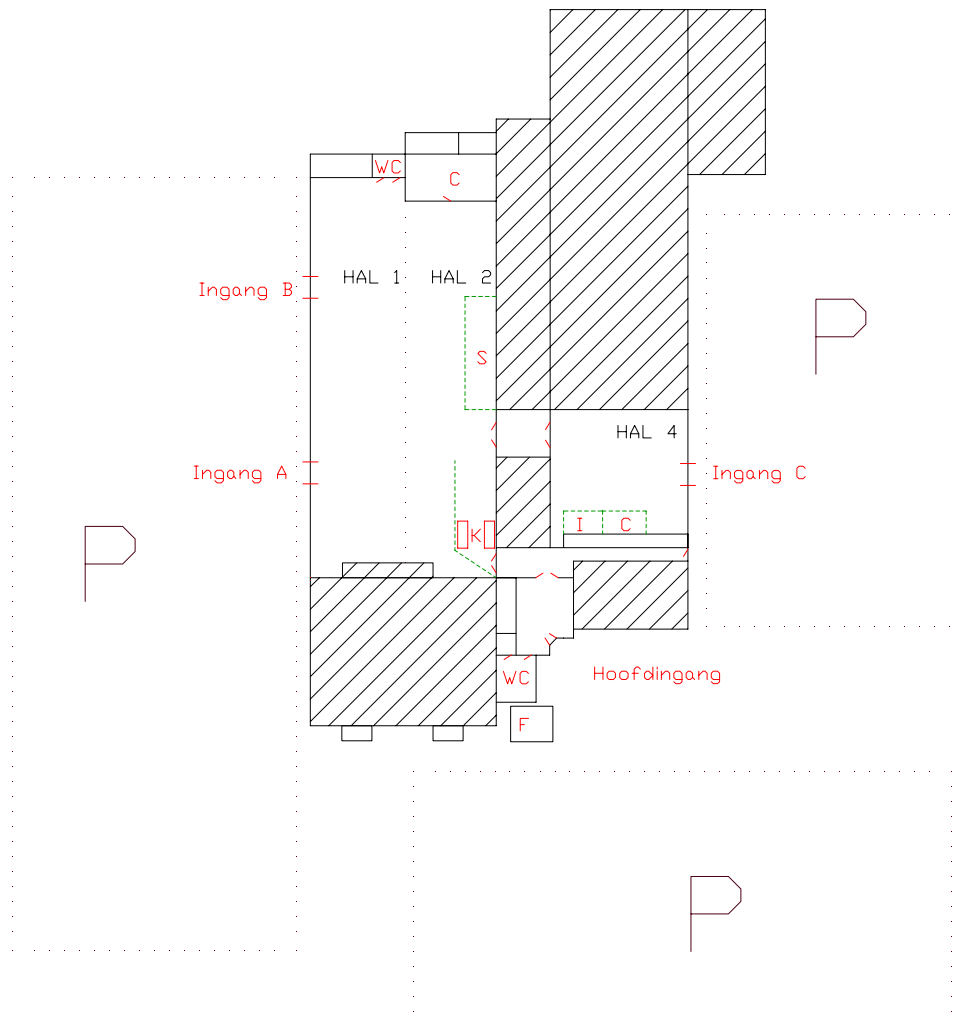 WC
C
HAL 1
HAL 2
Ingang B
P
S
HAL 4
Ingang A
Ingang C
I
C
K
P
Hoofdingang
WC
F
P